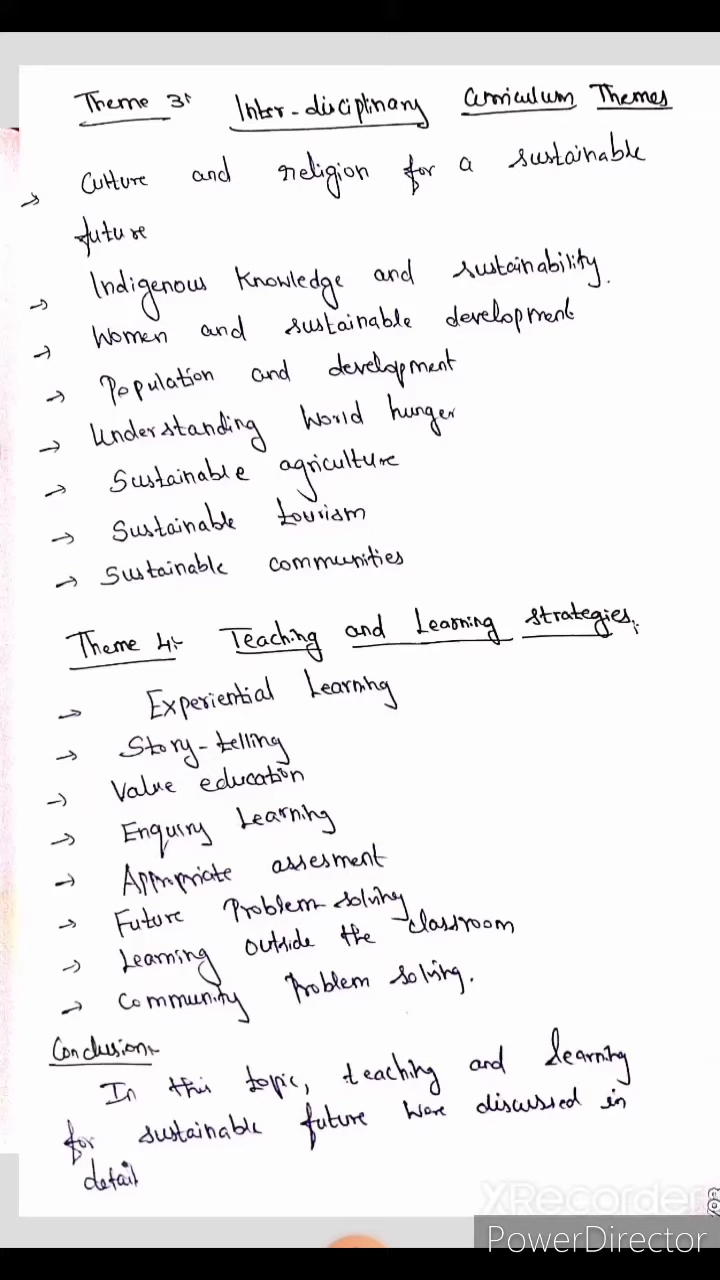 Theme 3:- Inter-disciplinary Curriculum Themes
→ Culture and religion for a sustainable
future
→ Indigenous Knowledge and sustainability.
→ Women and sustainable development
→ Population and development
→ Understanding World hunger
→ Sustainable agriculture
→ Sustainable tourism
→ Sustainable communities
Theme 4:- Teaching and Learning strategies:
→ Experiential Learning
→ Story-telling
→ Value education
→ Enquiry Learning
→ Appropriate assesment
→ Future Problem solving
→ Learning outside the classroom
→ Community Problem solving.
Conclusion:-
In this topic, teaching and learning
for sustainable future were discussed in
detail
XRecorder
PowerDirector